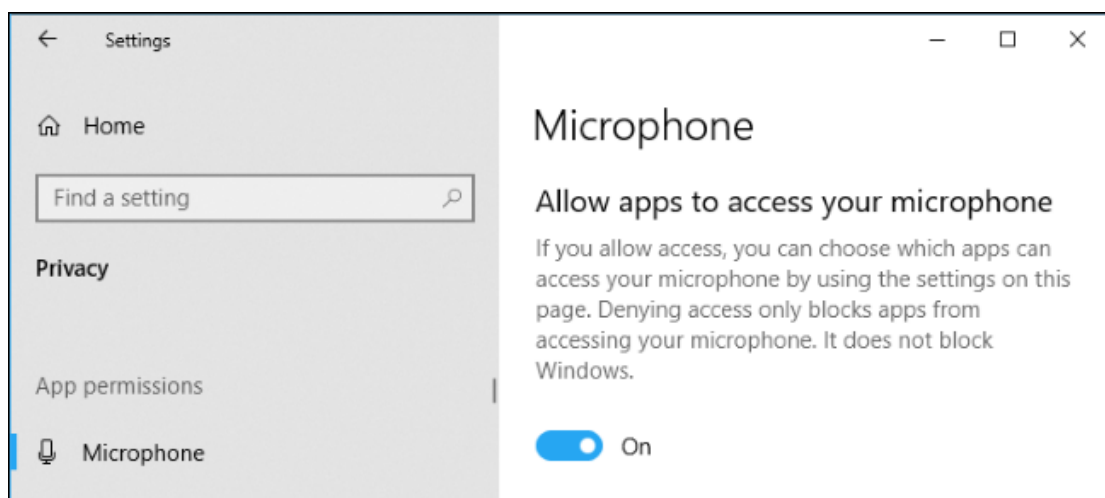 Settings
Home
Find a setting
Privacy
App permissions
Microphone
Microphone
Allow apps to access your microphone
If you allow access, you can choose which apps can
access your microphone by using the settings on this
page. Denying access only blocks apps from
accessing your microphone. It does not block
Windows.
On